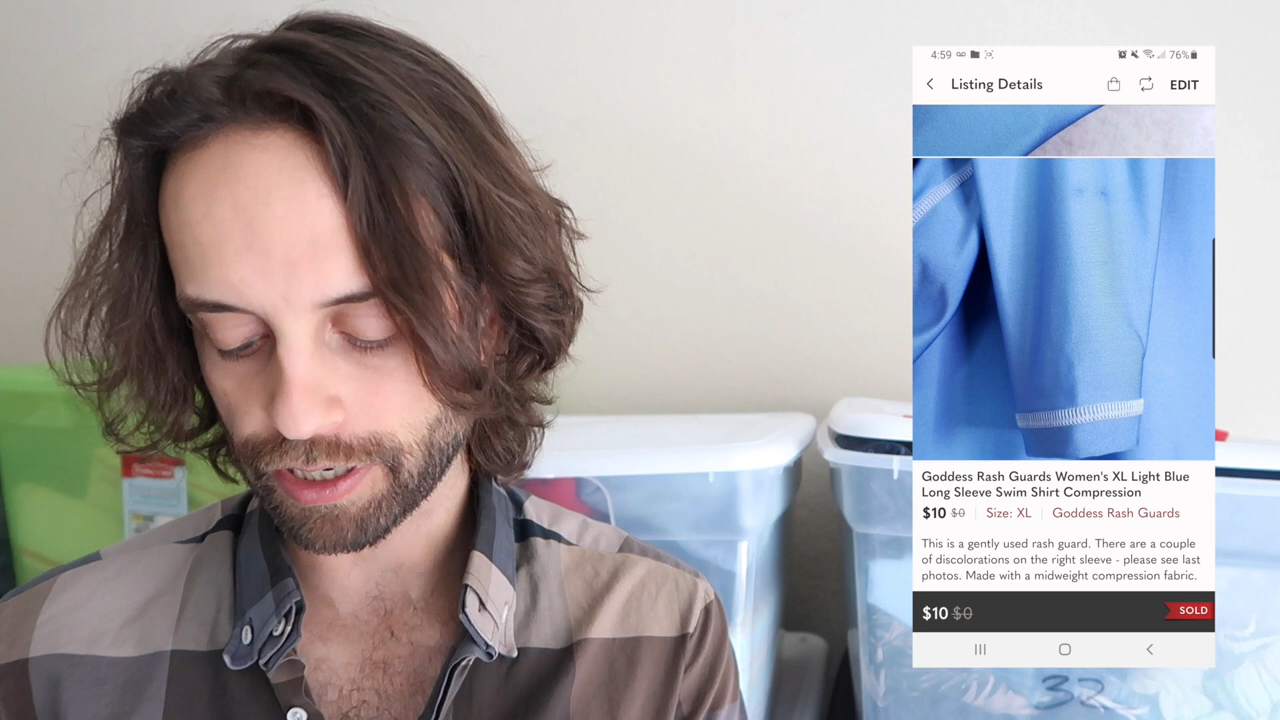 4:59
76%
Listing Details
EDIT
Goddess Rash Guards Women's XL Light Blue
Long Sleeve Swim Shirt Compression
$10 $0 | Size: XL | Goddess Rash Guards
This is a gently used rash guard. There are a couple
of discolorations on the right sleeve - please see last
photos. Made with a midweight compression fabric.
$10 $0
SOLD
32